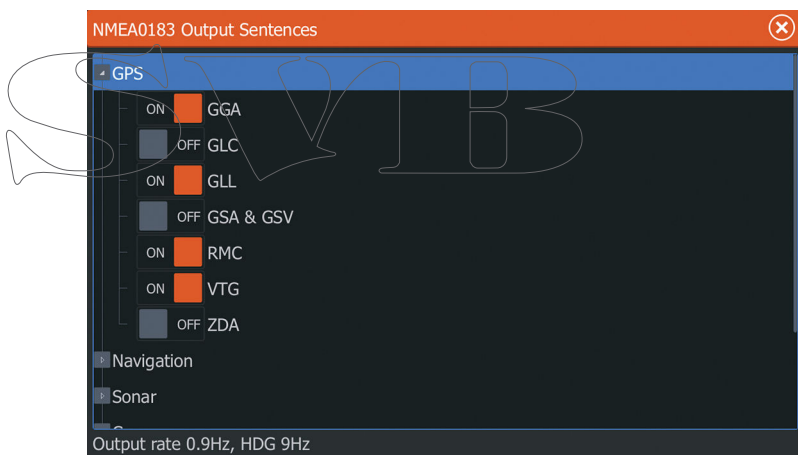 NMEA0183 Output Sentences
GPS
ON GGA
OFF GLC
ON GLL
OFF GSA & GSV
ON RMC
ON VTG
OFF ZDA
Navigation
Sonar
Output rate 0.9Hz, HDG 9Hz
SVB